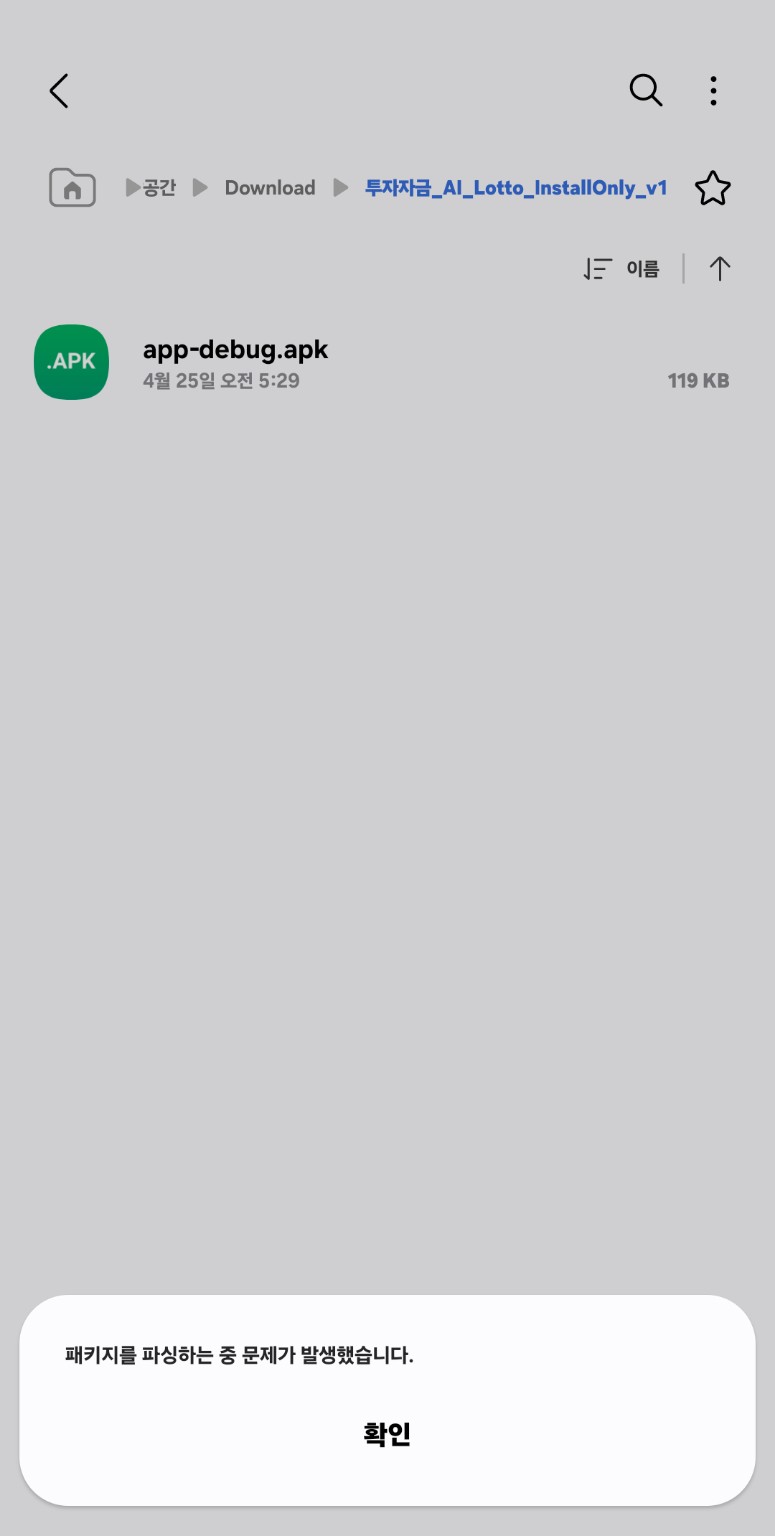 공간 Download 투자자금_AI_Lotto_InstallOnly_v1
이름
.APK
app-debug.apk
4월 25일 오전 5:29
119 KB
패키지를 파싱하는 중 문제가 발생했습니다.
확인